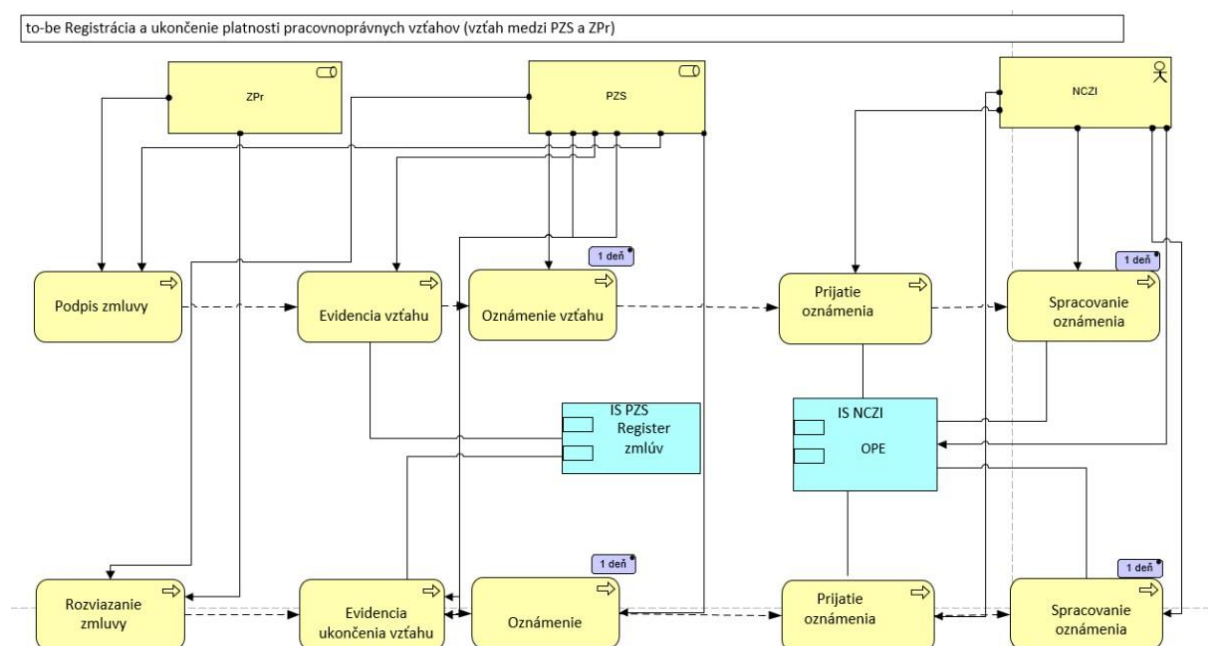 to-be Registrácia a ukončenie platnosti pracovnoprávnych vzťahov (vzťah medzi PZS a ZPr)
ZPr
PZS
NCZI
1 deň
1 deň
Podpis zmluvy
Evidencia vzťahu
Oznámenie vzťahu
Prijatie
oznámenia
Spracovanie
oznámenia
IS PZS
Register
zmlúv
IS NCZI
OPE
1 deň
1 deň
Rozviazanie
zmluvy
Evidencia
ukončenia vzťahu
Oznámenie
Prijatie
oznámenia
Spracovanie
oznámenia